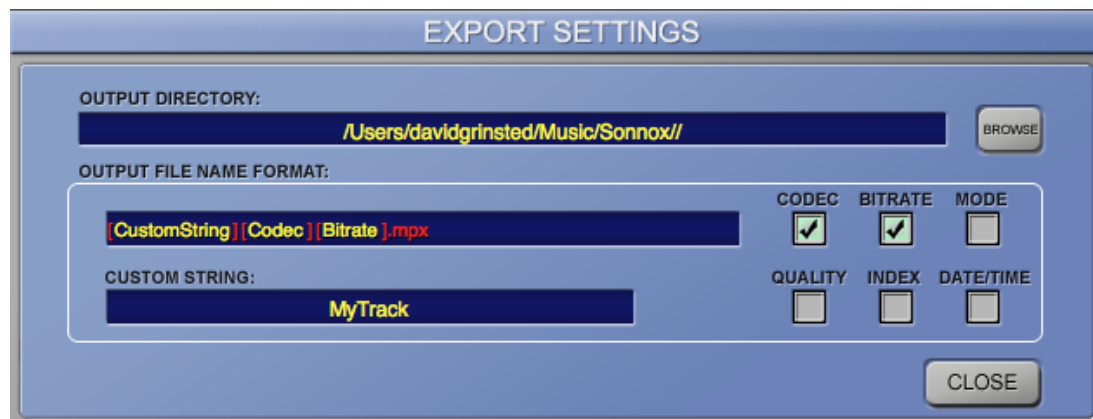 EXPORT SETTINGS
OUTPUT DIRECTORY:
/Users/davidgrinsted/Music/Sonnox//
BROWSE
OUTPUT FILE NAME FORMAT:
CODEC BITRATE MODE
[CustomString][Codec][Bitrate].mpx
CUSTOM STRING:
QUALITY INDEX DATE/TIME
MyTrack
CLOSE